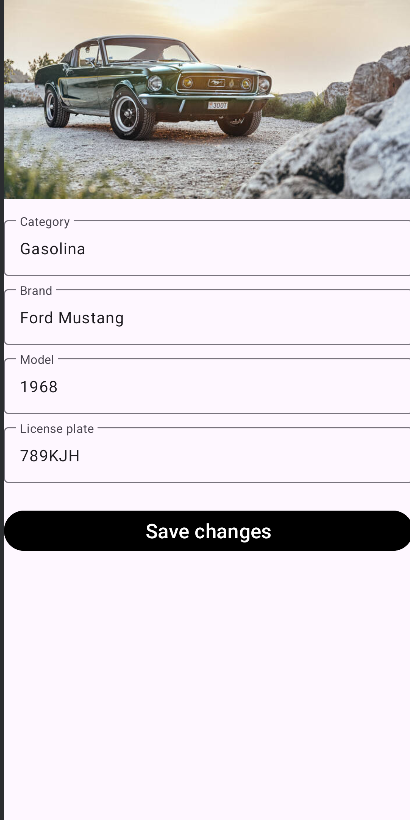 Category
Gasolina
Brand
Ford Mustang
Model
1968
License plate
789KJH
Save changes